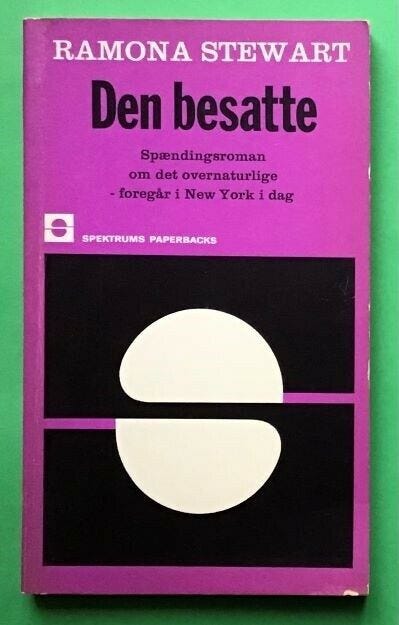 RAMONA STEWART
Den besatte
Spændingsroman
om det overnaturlige
- foregår i New York i dag
SPEKTRUMS PAPERBACKS